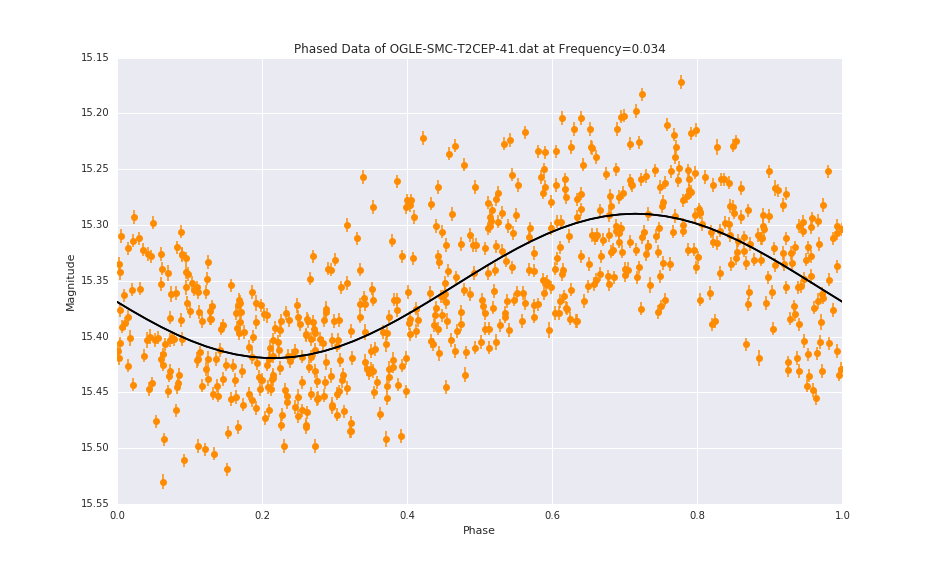 Phased Data of OGLE-SMC-T2CEP-41.dat at Frequency=0.034
15.15
15.20
15.25
15.30
15.35
15.40
15.45
15.50
15.55
Magnitude
0.0 0.2 0.4 0.6 0.8 1.0
Phase